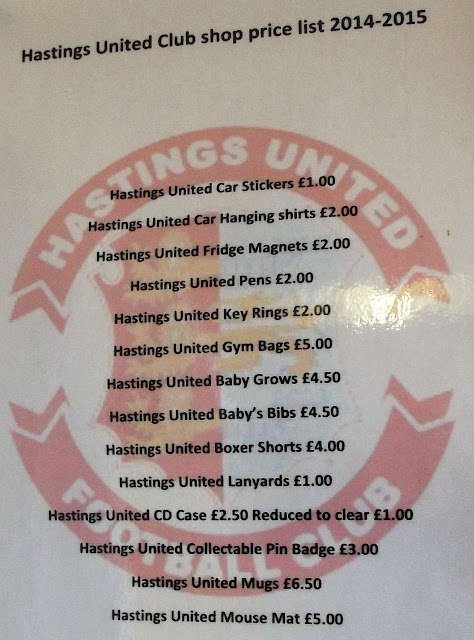 Hastings United Club shop price list 2014-2015
HASTINGS UNITED
Hastings United Car Stickers £1.00
Hastings United Car Hanging shirts £2.00
Hastings United Fridge Magnets £2.00
Hastings United Pens £2.00
Hastings United Key Rings £2.00
Hastings United Gym Bags £5.00
Hastings United Baby Grows £4.50
Hastings United Baby's Bibs £4.50
Hastings United Boxer Shorts £4.00
Hastings United Lanyards £1.00
Hastings United CD Case £2.50 Reduced to clear £1.00
Hastings United Collectable Pin Badge £3.00
Hastings United Mugs £6.50
Hastings United Mouse Mat £5.00
FOOTBALL CLUB